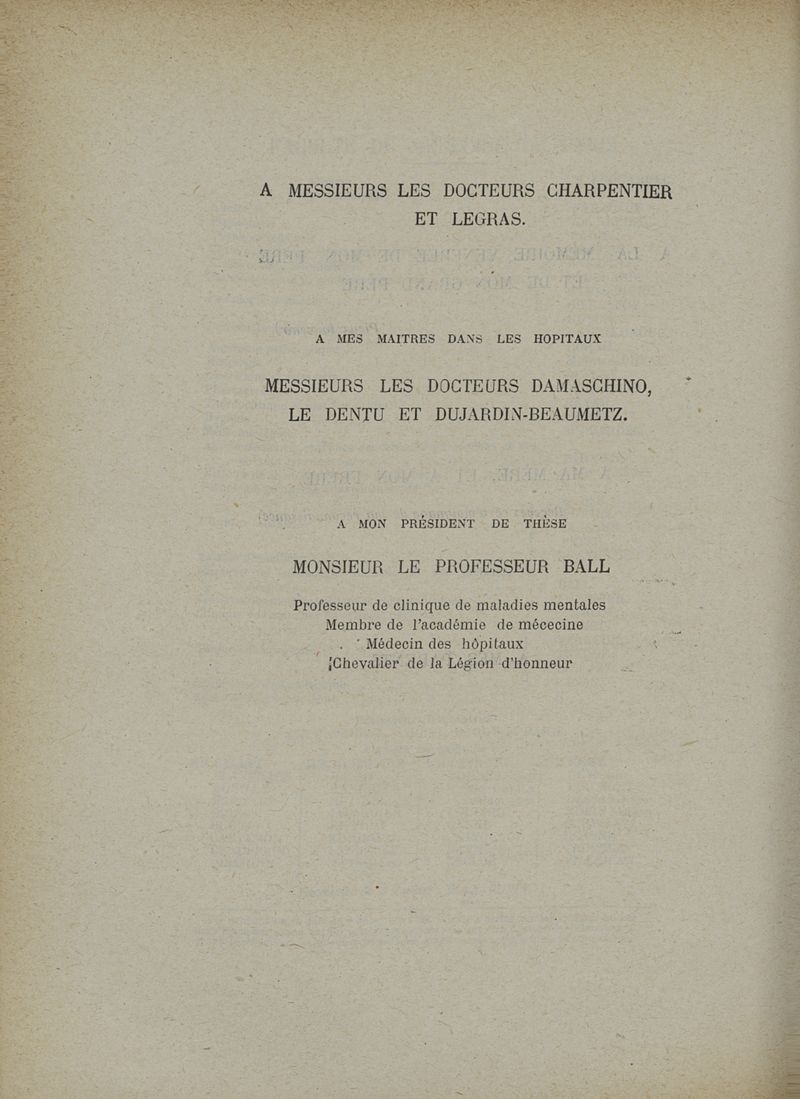 A MESSIEURS LES DOCTEURS CHARPENTIER
ET LEGRAS.
A MES MAITRES DANS LES HOPITAUX
MESSIEURS LES DOCTEURS DAMASCHINO,
LE DENTU ET DUJARDIN-BEAUMETZ.
A MON PRÉSIDENT DE THÈSE
MONSIEUR LE PROFESSEUR BALL
Professeur de clinique de maladies mentales
Membre de l'académie de mécecine
Médecin des hôpitaux
Chevalier de la Légion d'honneur